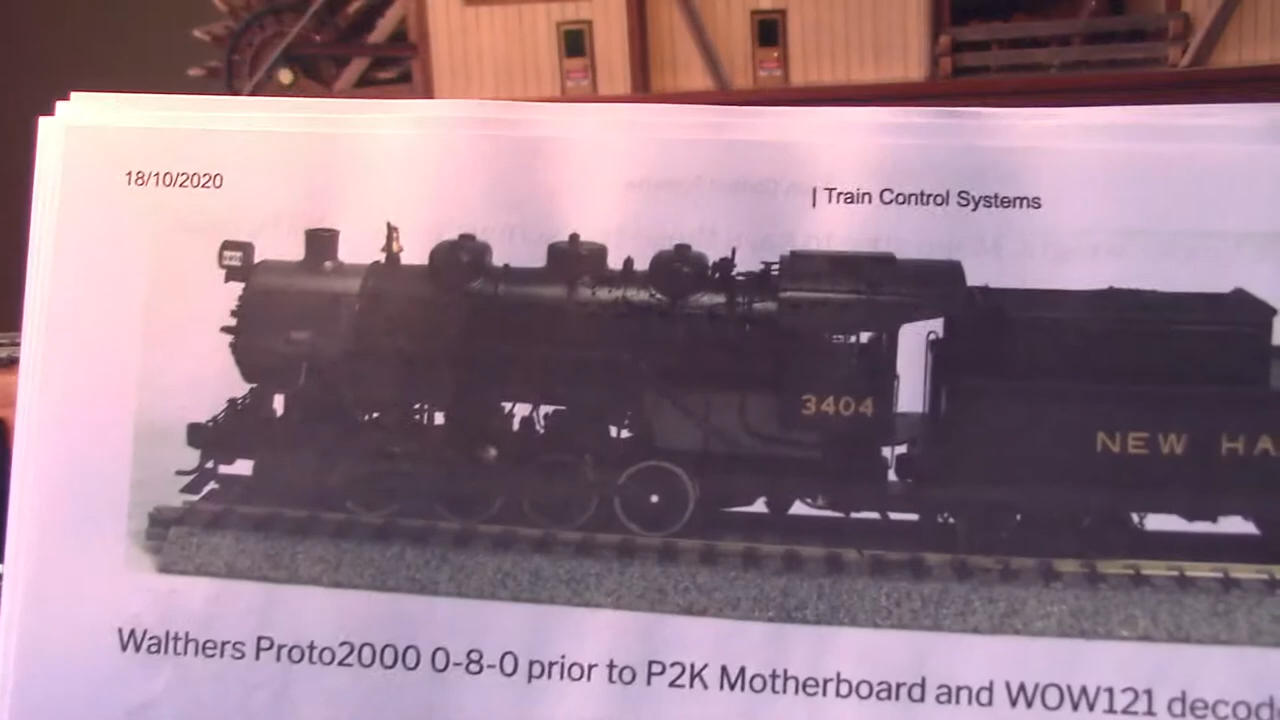 18/10/2020
| Train Control Systems
3404
NEW HA
Walthers Proto2000 0-8-0 prior to P2K Motherboard and WOW121 decod